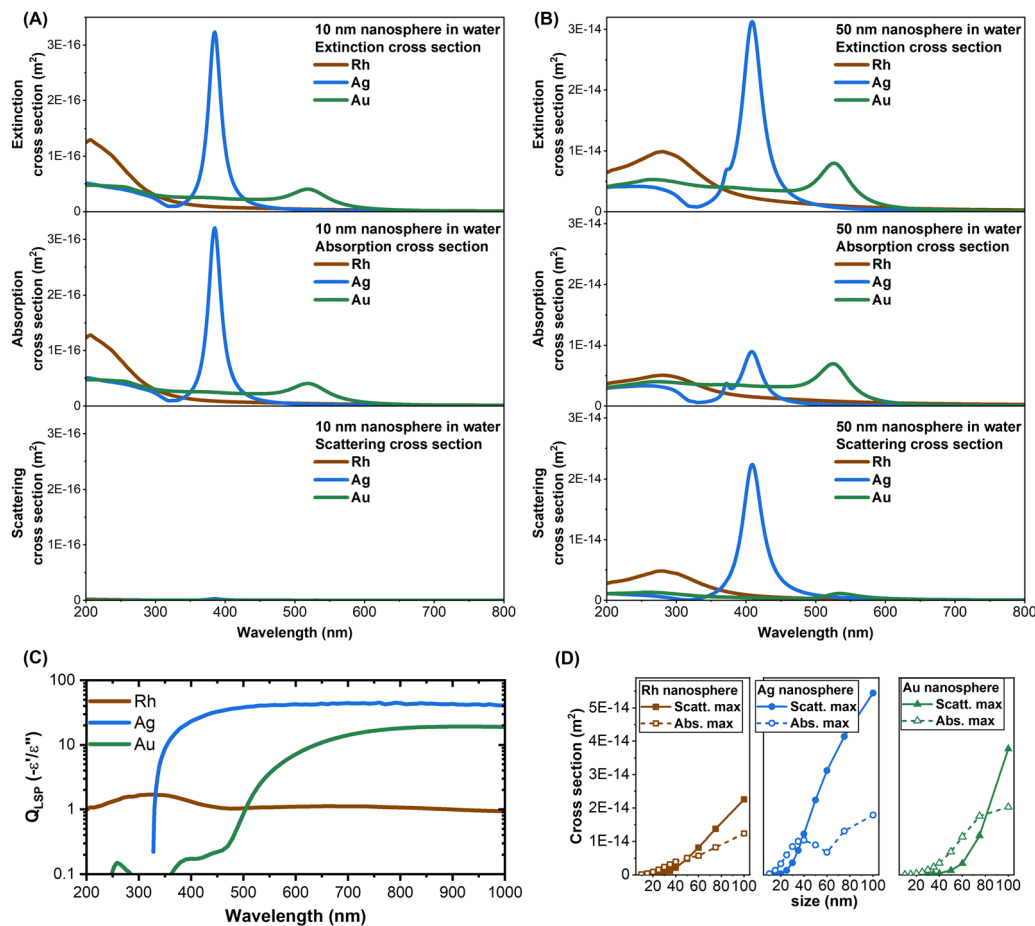 (A)
10 nm nanosphere in water
Extinction cross section
Rh
Ag
Au
3E-16
2E-16
1E-16
0
Extinction
cross section (m²)
10 nm nanosphere in water
Absorption cross section
Rh
Ag
Au
3E-16
2E-16
1E-16
0
Absorption
cross section (m²)
10 nm nanosphere in water
Scattering cross section
Rh
Ag
Au
3E-16
2E-16
1E-16
0
Scattering
cross section (m²)
200 300 400 500 600 700 800
Wavelength (nm)
(B)
50 nm nanosphere in water
Extinction cross section
Rh
Ag
Au
3E-14
2E-14
1E-14
0
Extinction
cross section (m²)
50 nm nanosphere in water
Absorption cross section
Rh
Ag
Au
3E-14
2E-14
1E-14
0
Absorption
cross section (m²)
50 nm nanosphere in water
Scattering cross section
Rh
Ag
Au
3E-14
2E-14
1E-14
0
Scattering
cross section (m²)
200 300 400 500 600 700 800
Wavelength (nm)
(C)
Rh
Ag
Au
100
10
1
0.1
Q_LSP (-ε'/ε'')
200 300 400 500 600 700 800 900 1000
Wavelength (nm)
(D)
Rh nanosphere
Scatt. max
Abs. max
Ag nanosphere
Scatt. max
Abs. max
Au nanosphere
Scatt. max
Abs. max
5E-14
4E-14
3E-14
2E-14
1E-14
0
Cross section (m²)
20 40 60 80 100
20 40 60 80 100
20 40 60 80 100
size (nm)